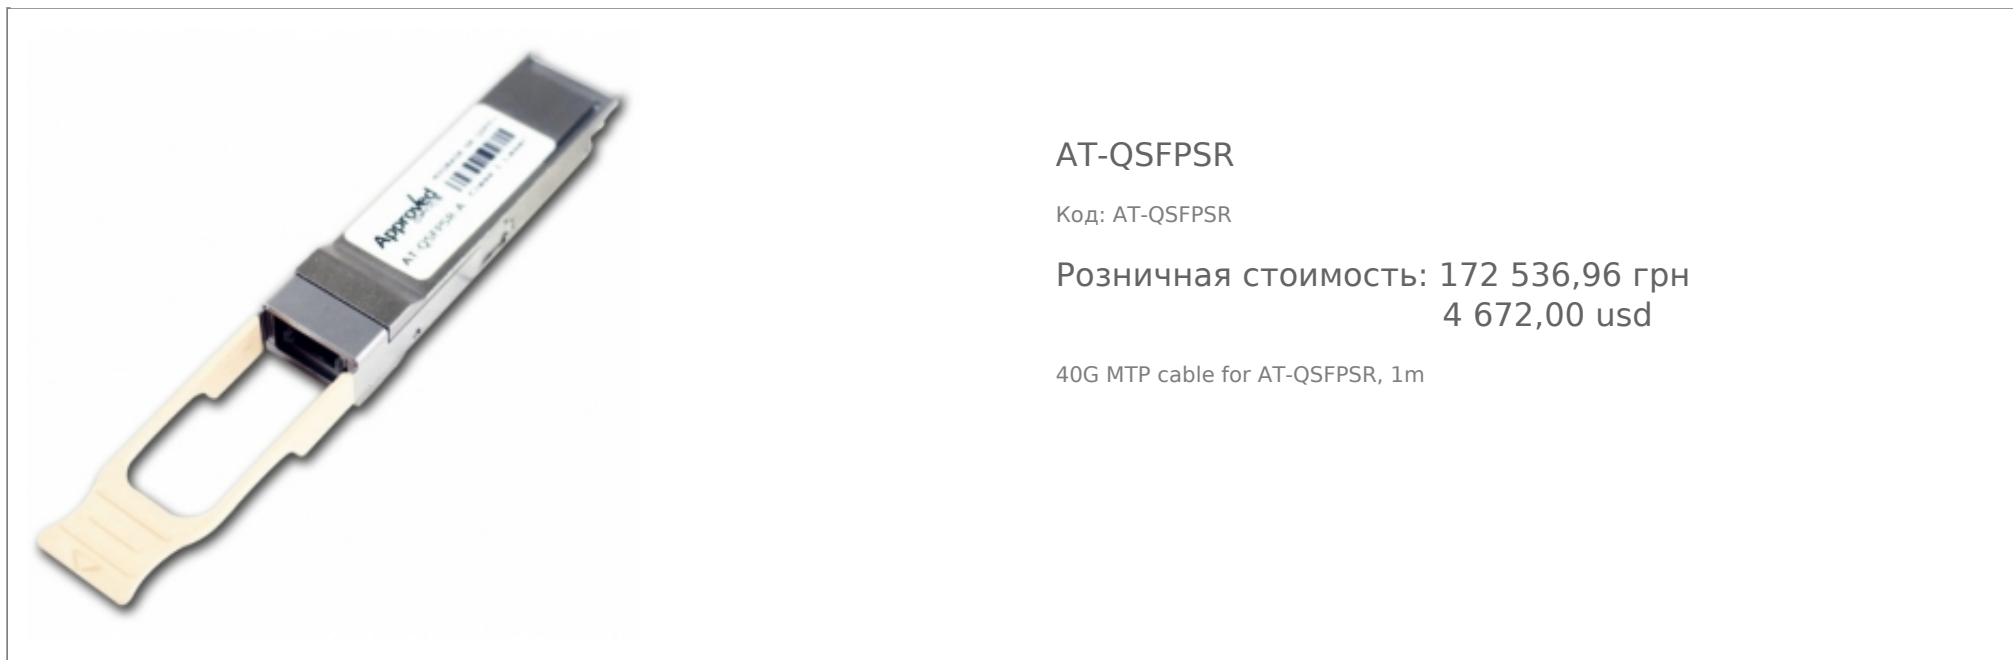 Approved
AT-QSFPSR
Код: AT-QSFPSR
Розничная стоимость: 172 536,96 грн
4 672,00 usd
40G MTP cable for AT-QSFPSR, 1m